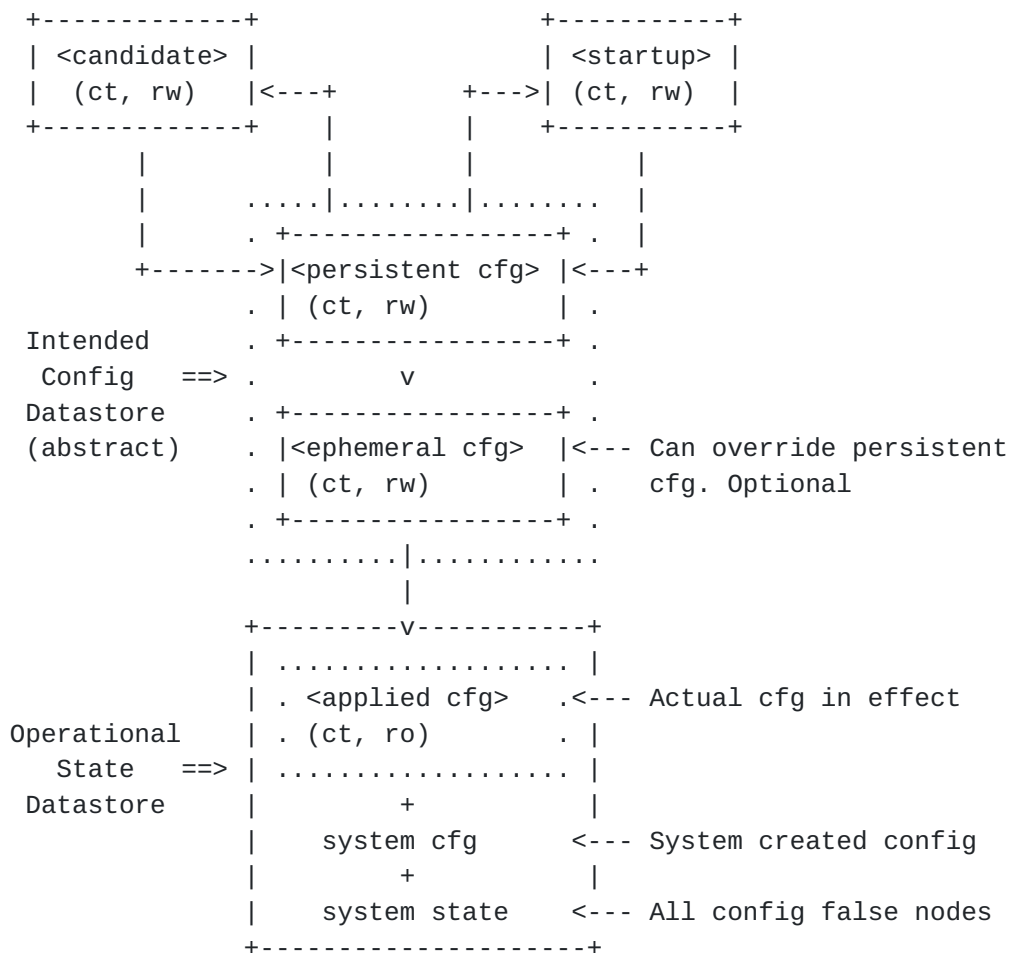 +-------------+                  +-----------+
| <candidate> |                  | <startup> |
|  (ct, rw)   |<---+        +--->| (ct, rw)  |
+-------------+    |        |    +-----------+
       |           |        |          |
       |      .....|........|........  |
       |      . +-----------------+ .  |
       +------->|<persistent cfg> |<---+
              . | (ct, rw)        | .
Intended      . +-----------------+ .
 Config  ==> .          v           .
Datastore     . +-----------------+ .
(abstract)    . |<ephemeral cfg>  |<--- Can override persistent
              . | (ct, rw)        | .   cfg. Optional
              . +-----------------+ .
              ..........|............
                        |
              +---------v-----------+
              | ................... |
              | . <applied cfg>   .<--- Actual cfg in effect
Operational   | . (ct, ro)        . |
  State   ==> | ................... |
Datastore     |         +           |
              |    system cfg      <--- System created config
              |         +           |
              |    system state    <--- All config false nodes
              +---------------------+